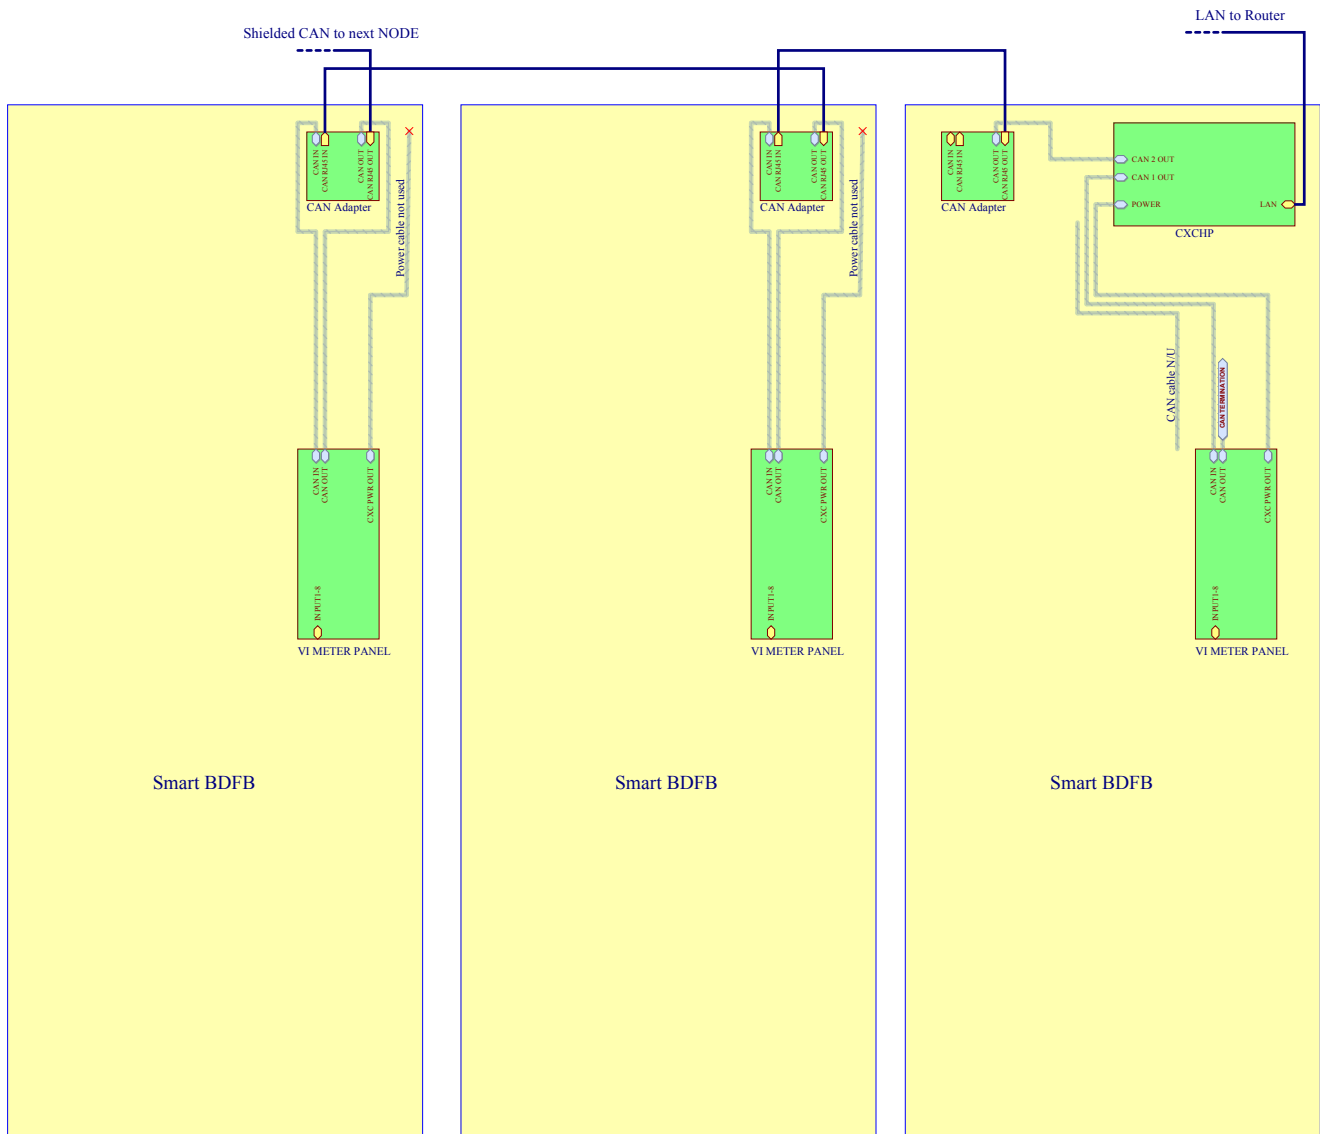 LAN to Router
Shielded CAN to next NODE
CAN IN
CAN RJ45 IN
CAN OUT
CAN RJ45 OUT
CAN Adapter
Power cable not used
CAN IN
CAN RJ45 IN
CAN OUT
CAN RJ45 OUT
CAN Adapter
Power cable not used
CAN IN
CAN RJ45 IN
CAN OUT
CAN RJ45 OUT
CAN Adapter
CAN 2 OUT
CAN 1 OUT
POWER
LAN
CXCHP
CAN cable N/U
CAN TERMINATION
CAN IN
CAN OUT
CXC PWR OUT
INPUT1-8
VI METER PANEL
CAN IN
CAN OUT
CXC PWR OUT
INPUT1-8
VI METER PANEL
CAN IN
CAN OUT
CXC PWR OUT
INPUT1-8
VI METER PANEL
Smart BDFB
Smart BDFB
Smart BDFB